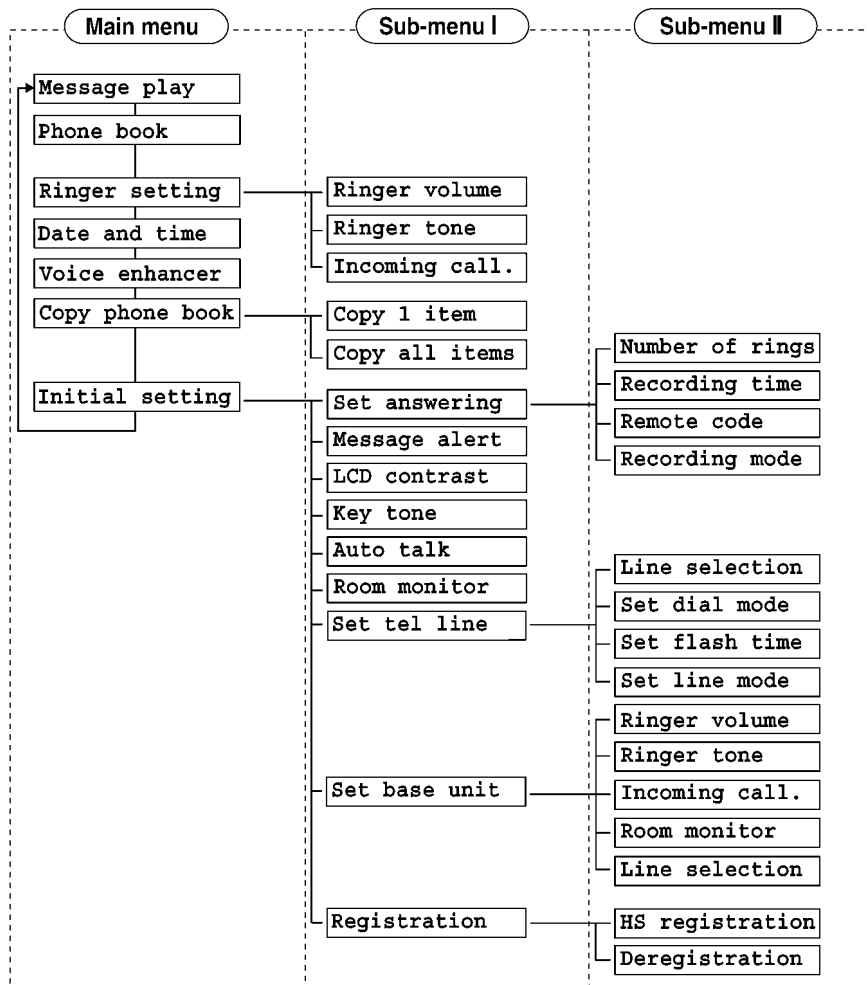 Main menu
Sub-menu Ⅰ
Sub-menu Ⅱ
Message play
Phone book
Ringer setting
Date and time
Voice enhancer
Copy phone book
Initial setting
Ringer volume
Ringer tone
Incoming call.
Copy 1 item
Copy all items
Set answering
Message alert
LCD contrast
Key tone
Auto talk
Room monitor
Set tel line
Set base unit
Registration
Number of rings
Recording time
Remote code
Recording mode
Line selection
Set dial mode
Set flash time
Set line mode
Ringer volume
Ringer tone
Incoming call.
Room monitor
Line selection
HS registration
Deregistration